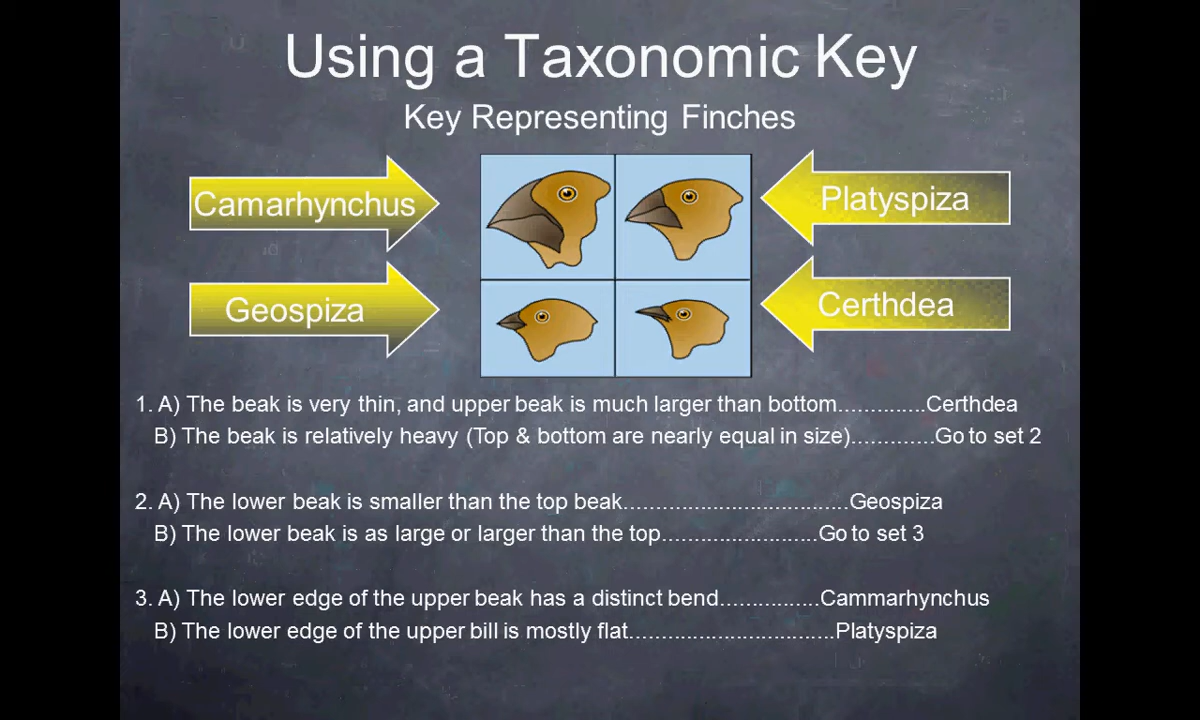 Using a Taxonomic Key
Key Representing Finches
Camarhynchus
Platyspiza
Geospiza
Certhdea
1. A) The beak is very thin, and upper beak is much larger than bottom..............Certhdea
B) The beak is relatively heavy (Top & bottom are nearly equal in size).............Go to set 2
2. A) The lower beak is smaller than the top beak...................................Geospiza
B) The lower beak is as large or larger than the top........................Go to set 3
3. A) The lower edge of the upper beak has a distinct bend................Cammarhynchus
B) The lower edge of the upper bill is mostly flat................................Platyspiza